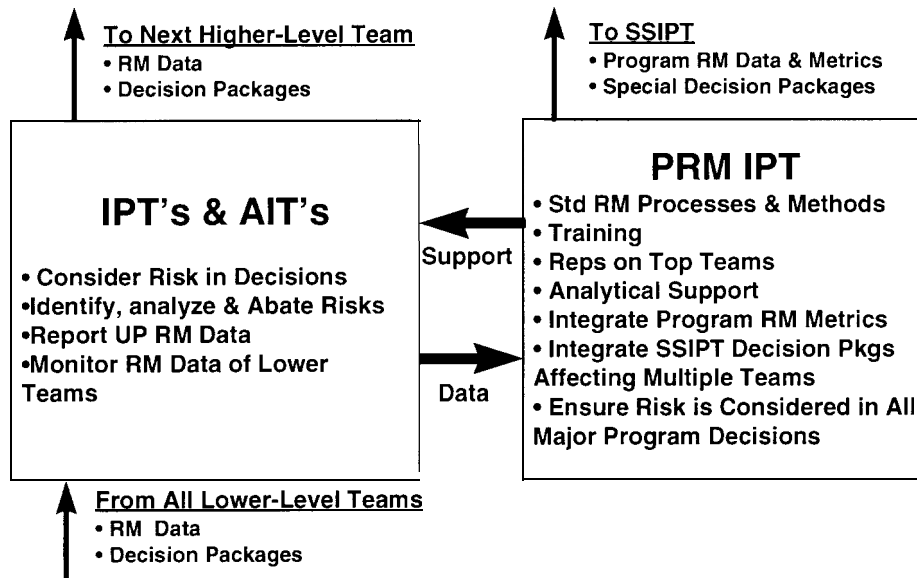 To Next Higher-Level Team
• RM Data
• Decision Packages
To SSIPT
• Program RM Data & Metrics
• Special Decision Packages
IPT's & AIT's
• Consider Risk in Decisions
•Identify, analyze & Abate Risks
•Report UP RM Data
•Monitor RM Data of Lower
Teams
Support
Data
PRM IPT
• Std RM Processes & Methods
• Training
• Reps on Top Teams
• Analytical Support
• Integrate Program RM Metrics
• Integrate SSIPT Decision Pkgs
Affecting Multiple Teams
• Ensure Risk is Considered in All
Major Program Decisions
From All Lower-Level Teams
• RM Data
• Decision Packages